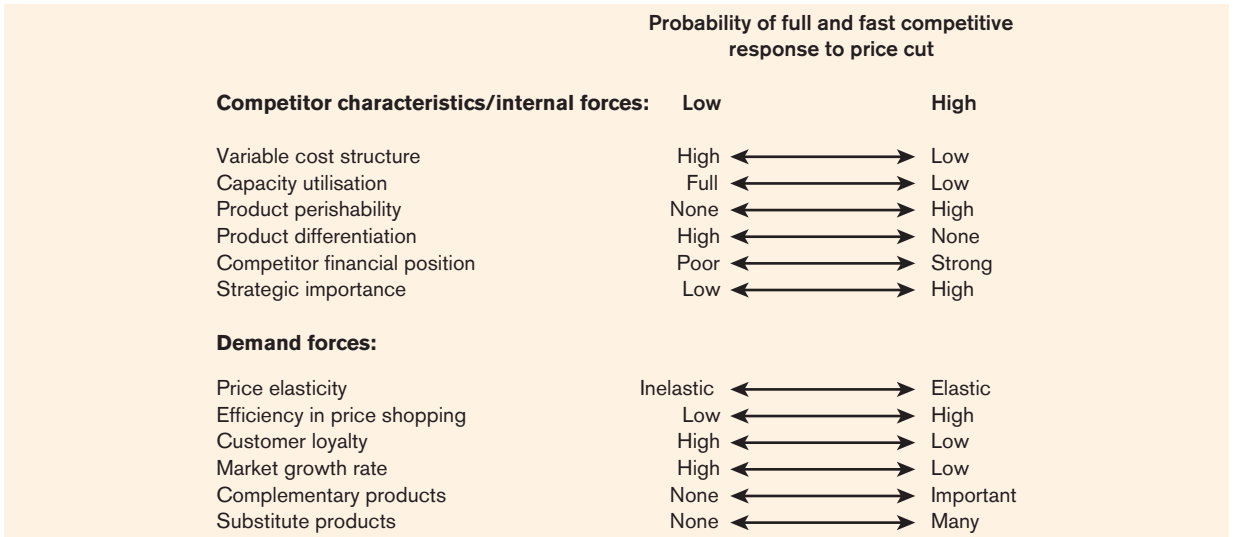 Probability of full and fast competitive
response to price cut
Competitor characteristics/internal forces: Low High
Variable cost structure High Low
Capacity utilisation Full Low
Product perishability None High
Product differentiation High None
Competitor financial position Poor Strong
Strategic importance Low High
Demand forces:
Price elasticity Inelastic Elastic
Efficiency in price shopping Low High
Customer loyalty High Low
Market growth rate High Low
Complementary products None Important
Substitute products None Many